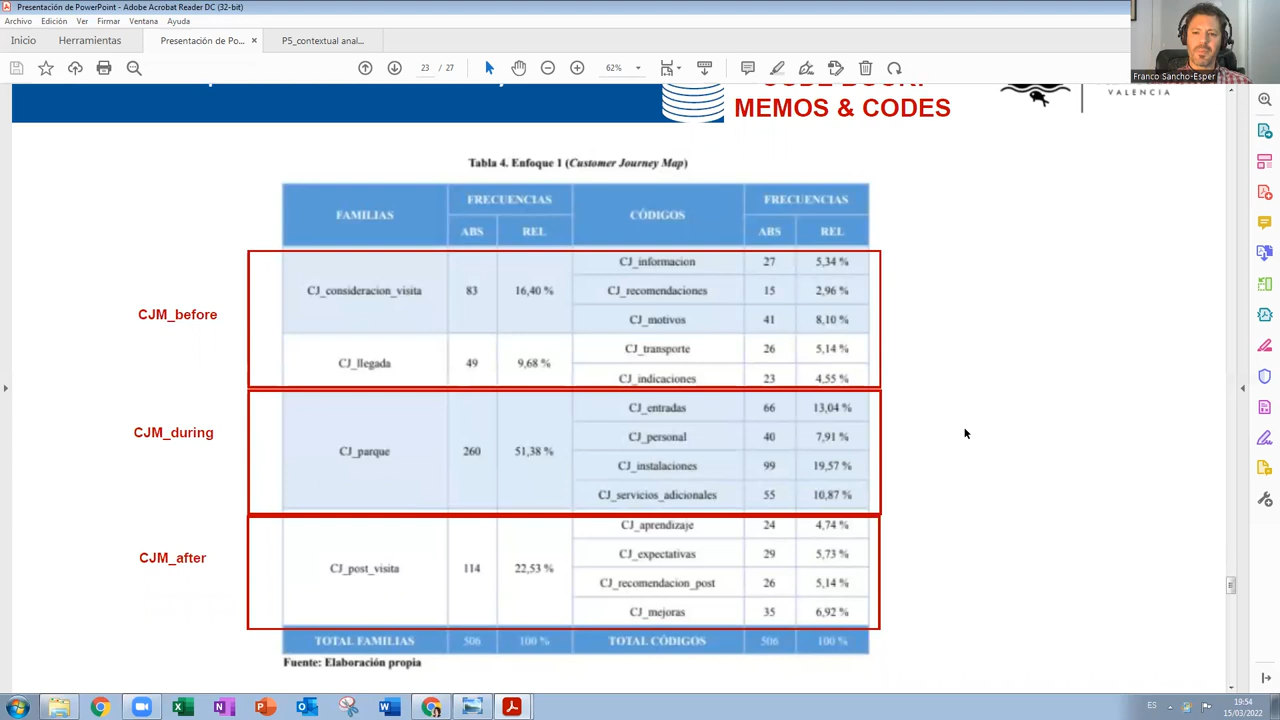 Presentación de PowerPoint - Adobe Acrobat Reader DC (32-bit)
Archivo Edición Ver Firmar Ventana Ayuda
Inicio Herramientas Presentación de Po... × P5_contextual anal...
23 / 27 62%
Franco Sancho-Esper
MEMOS & CODES
VALÈNCIA
Tabla 4. Enfoque 1 (Customer Journey Map)
FAMILIAS FRECUENCIAS CÓDIGOS FRECUENCIAS
ABS REL ABS REL
CJM_before
CJ_consideracion_visita 83 16,40 % CJ_informacion 27 5,34 %
CJ_recomendaciones 15 2,96 %
CJ_motivos 41 8,10 %
CJ_llegada 49 9,68 % CJ_transporte 26 5,14 %
CJ_indicaciones 23 4,55 %
CJM_during
CJ_parque 260 51,38 % CJ_entradas 66 13,04 %
CJ_personal 40 7,91 %
CJ_instalaciones 99 19,57 %
CJ_servicios_adicionales 55 10,87 %
CJM_after
CJ_post_visita 114 22,53 % CJ_aprendizaje 24 4,74 %
CJ_expectativas 29 5,73 %
CJ_recomendacion_post 26 5,14 %
CJ_mejoras 35 6,92 %
TOTAL FAMILIAS 506 100 % TOTAL CÓDIGOS 506 100 %
Fuente: Elaboración propia
ES 19:54
15/03/2022